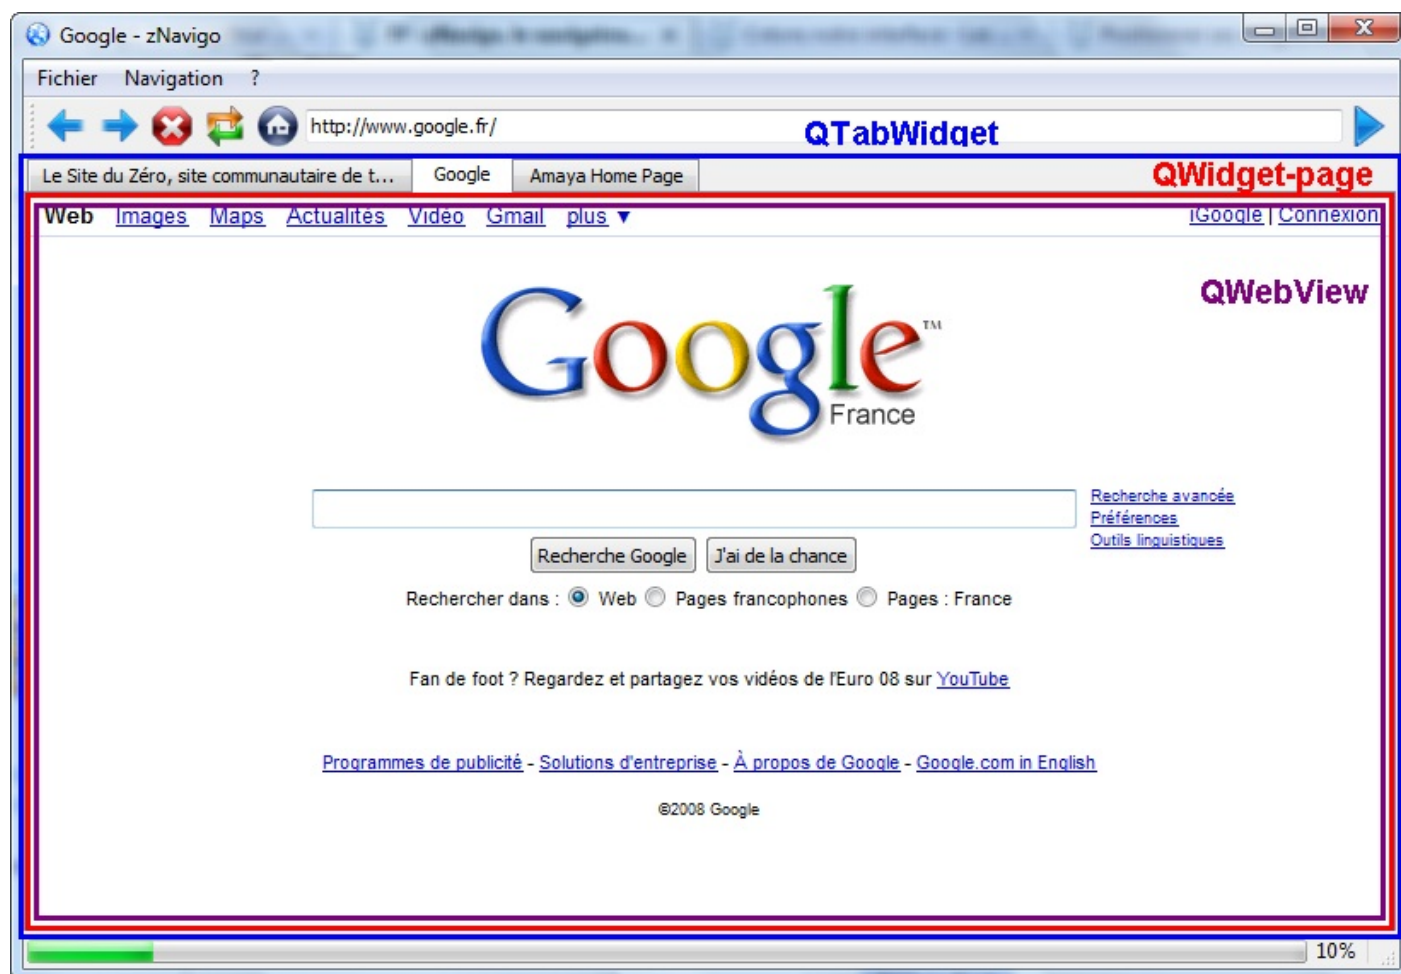 Google - zNavigo
Fichier Navigation ?
http://www.google.fr/
QTabWidget
Le Site du Zéro, site communautaire de t... Google Amaya Home Page
QWidget-page
Web Images Maps Actualités Vidéo Gmail plus ▼ iGoogle | Connexion
QWebView
Google™
France
Recherche avancée
Préférences
Outils linguistiques
Recherche Google J'ai de la chance
Rechercher dans : Web Pages francophones Pages : France
Fan de foot ? Regardez et partagez vos vidéos de l'Euro 08 sur YouTube
Programmes de publicité - Solutions d'entreprise - À propos de Google - Google.com in English
©2008 Google
10%